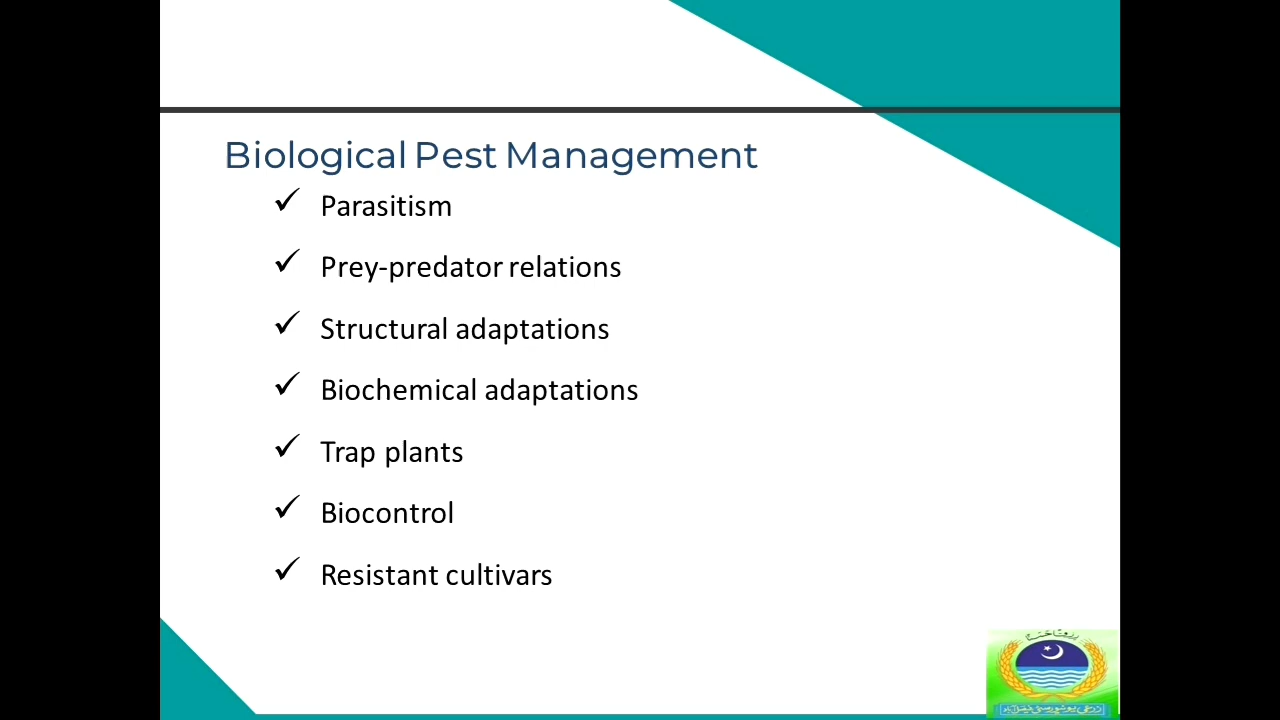 Biological Pest Management
✓ Parasitism
✓ Prey-predator relations
✓ Structural adaptations
✓ Biochemical adaptations
✓ Trap plants
✓ Biocontrol
✓ Resistant cultivars